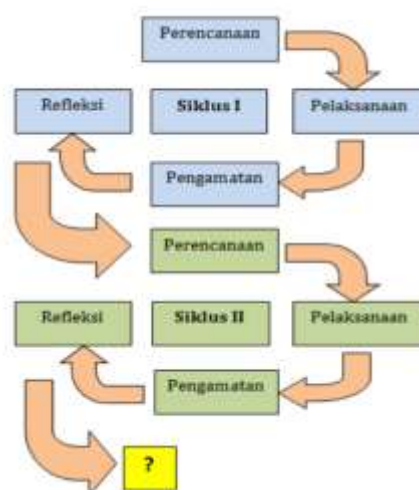 Perencanaan
Refleksi
Siklus I
Pelaksanaan
Pengamatan
Perencanaan
Refleksi
Siklus II
Pelaksanaan
Pengamatan
?